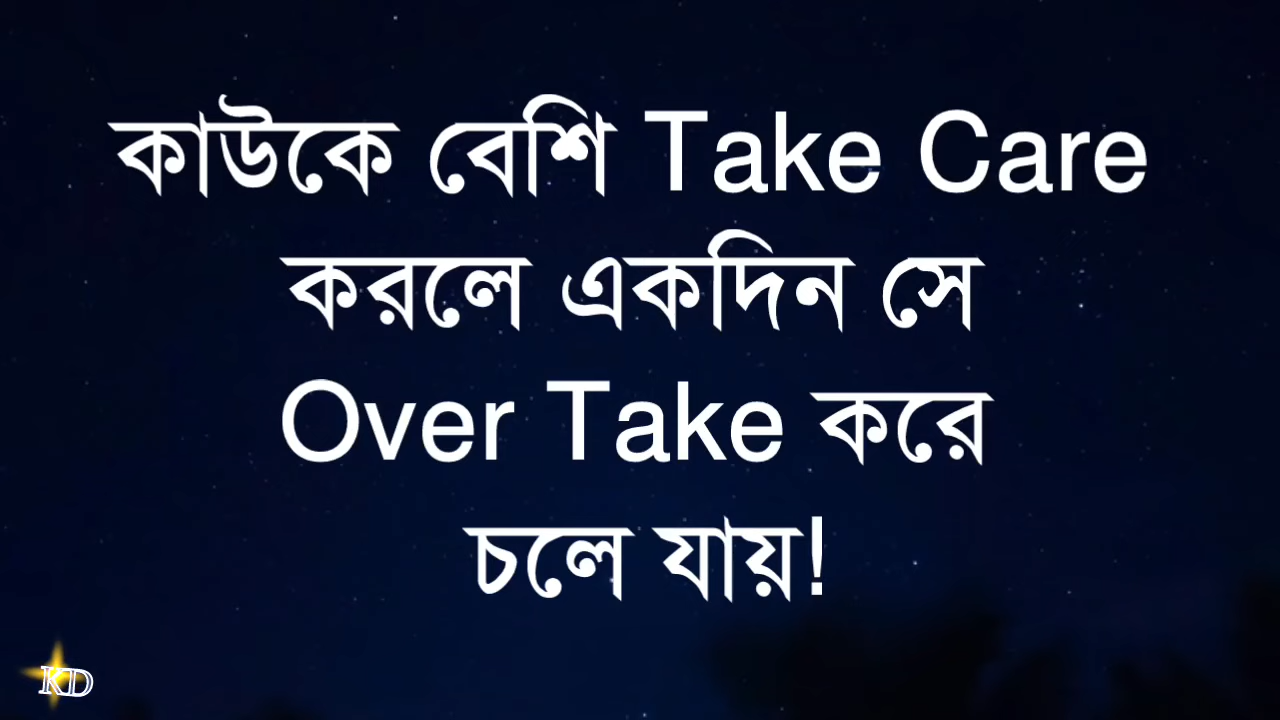 কাউকে বেশি Take Care
করলে একদিন সে
Over Take করে
চলে যায়!
KD